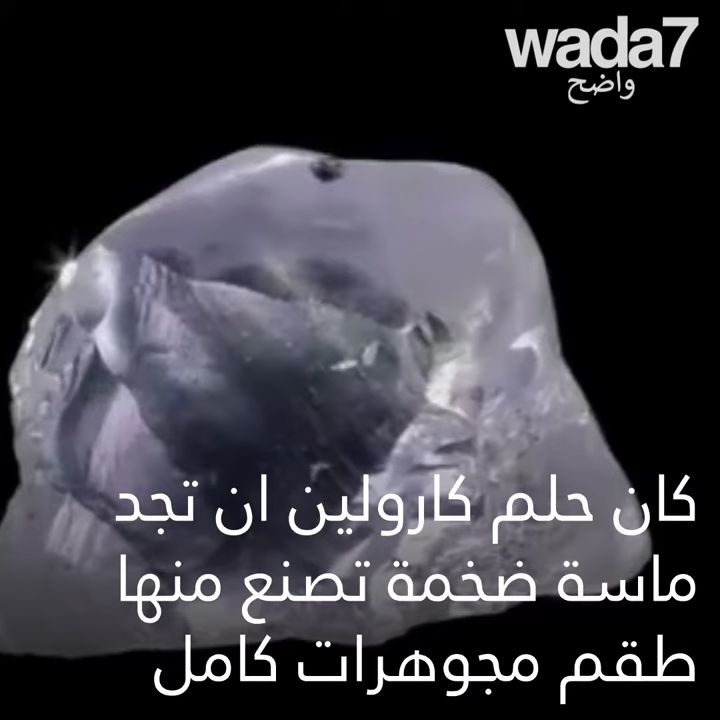 wada7
واضح
كان حلم كارولين ان تجد
ماسة ضخمة تصنع منها
طقم مجوهرات كامل